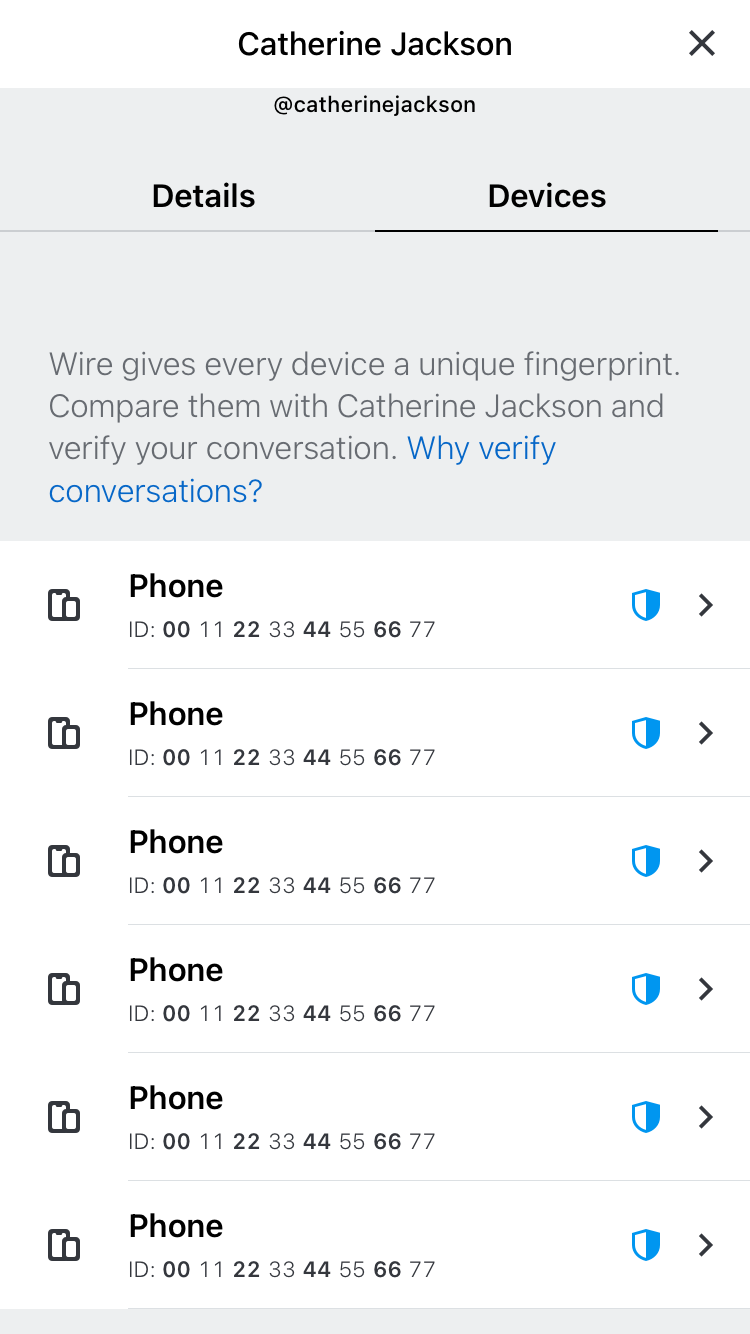 Catherine Jackson
@catherinejackson
Details
Devices
Wire gives every device a unique fingerprint.
Compare them with Catherine Jackson and
verify your conversation. Why verify
conversations?
Phone
ID: 00 11 22 33 44 55 66 77
Phone
ID: 00 11 22 33 44 55 66 77
Phone
ID: 00 11 22 33 44 55 66 77
Phone
ID: 00 11 22 33 44 55 66 77
Phone
ID: 00 11 22 33 44 55 66 77
Phone
ID: 00 11 22 33 44 55 66 77